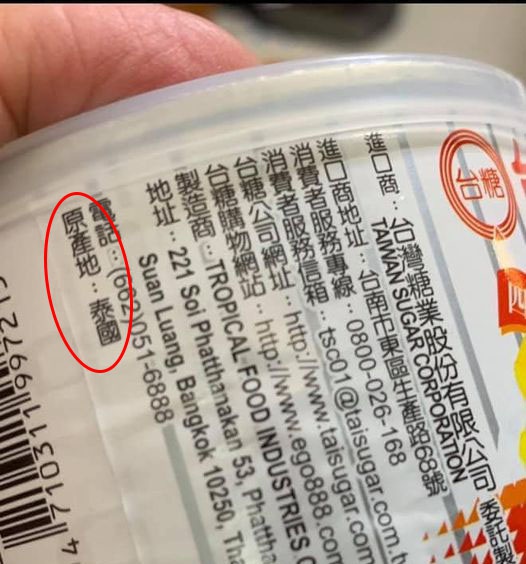 台糖
四
進口商：台灣糖業股份有限公司
TAIWAN SUGAR CORPORATION
委託製
進口商地址：台南市東區生產路68號
消費者服務專線：0800-026-168
消費者服務信箱：tsc01@taisugar.com.tw
台糖公司網址：http://www.taisugar.com
台糖購物網站：http://www.ego888.com
製造商：TROPICAL FOOD INDUSTRIES
地址：221 Soi Phatthanakan 53, Phattha
Suan Luang, Bangkok 10250, Tha
電話：(662)051-6888
原產地：泰國